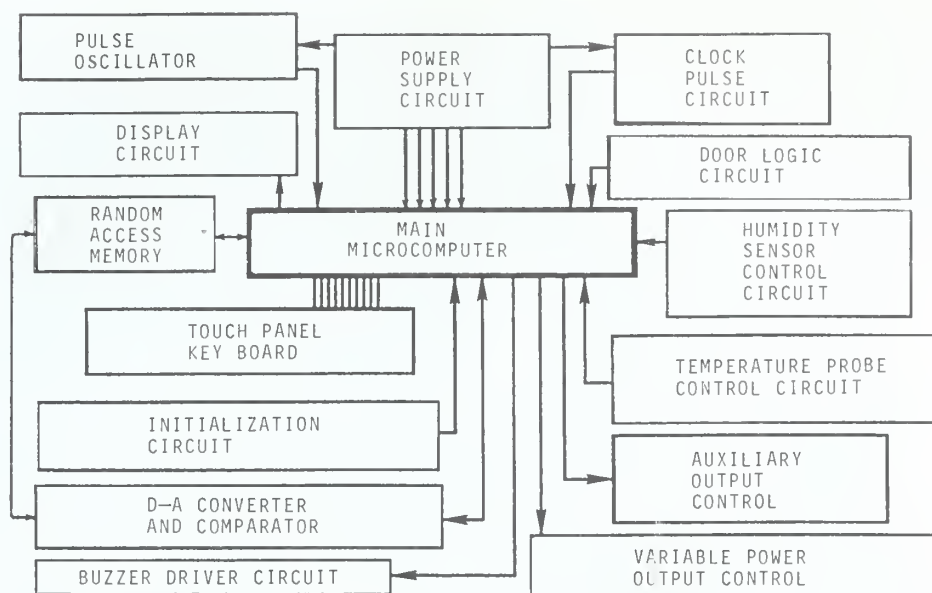 PULSE
OSCILLATOR
POWER
SUPPLY
CIRCUIT
CLOCK
PULSE
CIRCUIT
DISPLAY
CIRCUIT
DOOR LOGIC
CIRCUIT
RANDOM
ACCESS
MEMORY
MAIN
MICROCOMPUTER
HUMIDITY
SENSOR
CONTROL
CIRCUIT
TOUCH PANEL
KEY BOARD
TEMPERATURE PROBE
CONTROL CIRCUIT
INITIALIZATION
CIRCUIT
AUXILIARY
OUTPUT
CONTROL
D—A CONVERTER
AND COMPARATOR
VARIABLE POWER
OUTPUT CONTROL
BUZZER DRIVER CIRCUIT